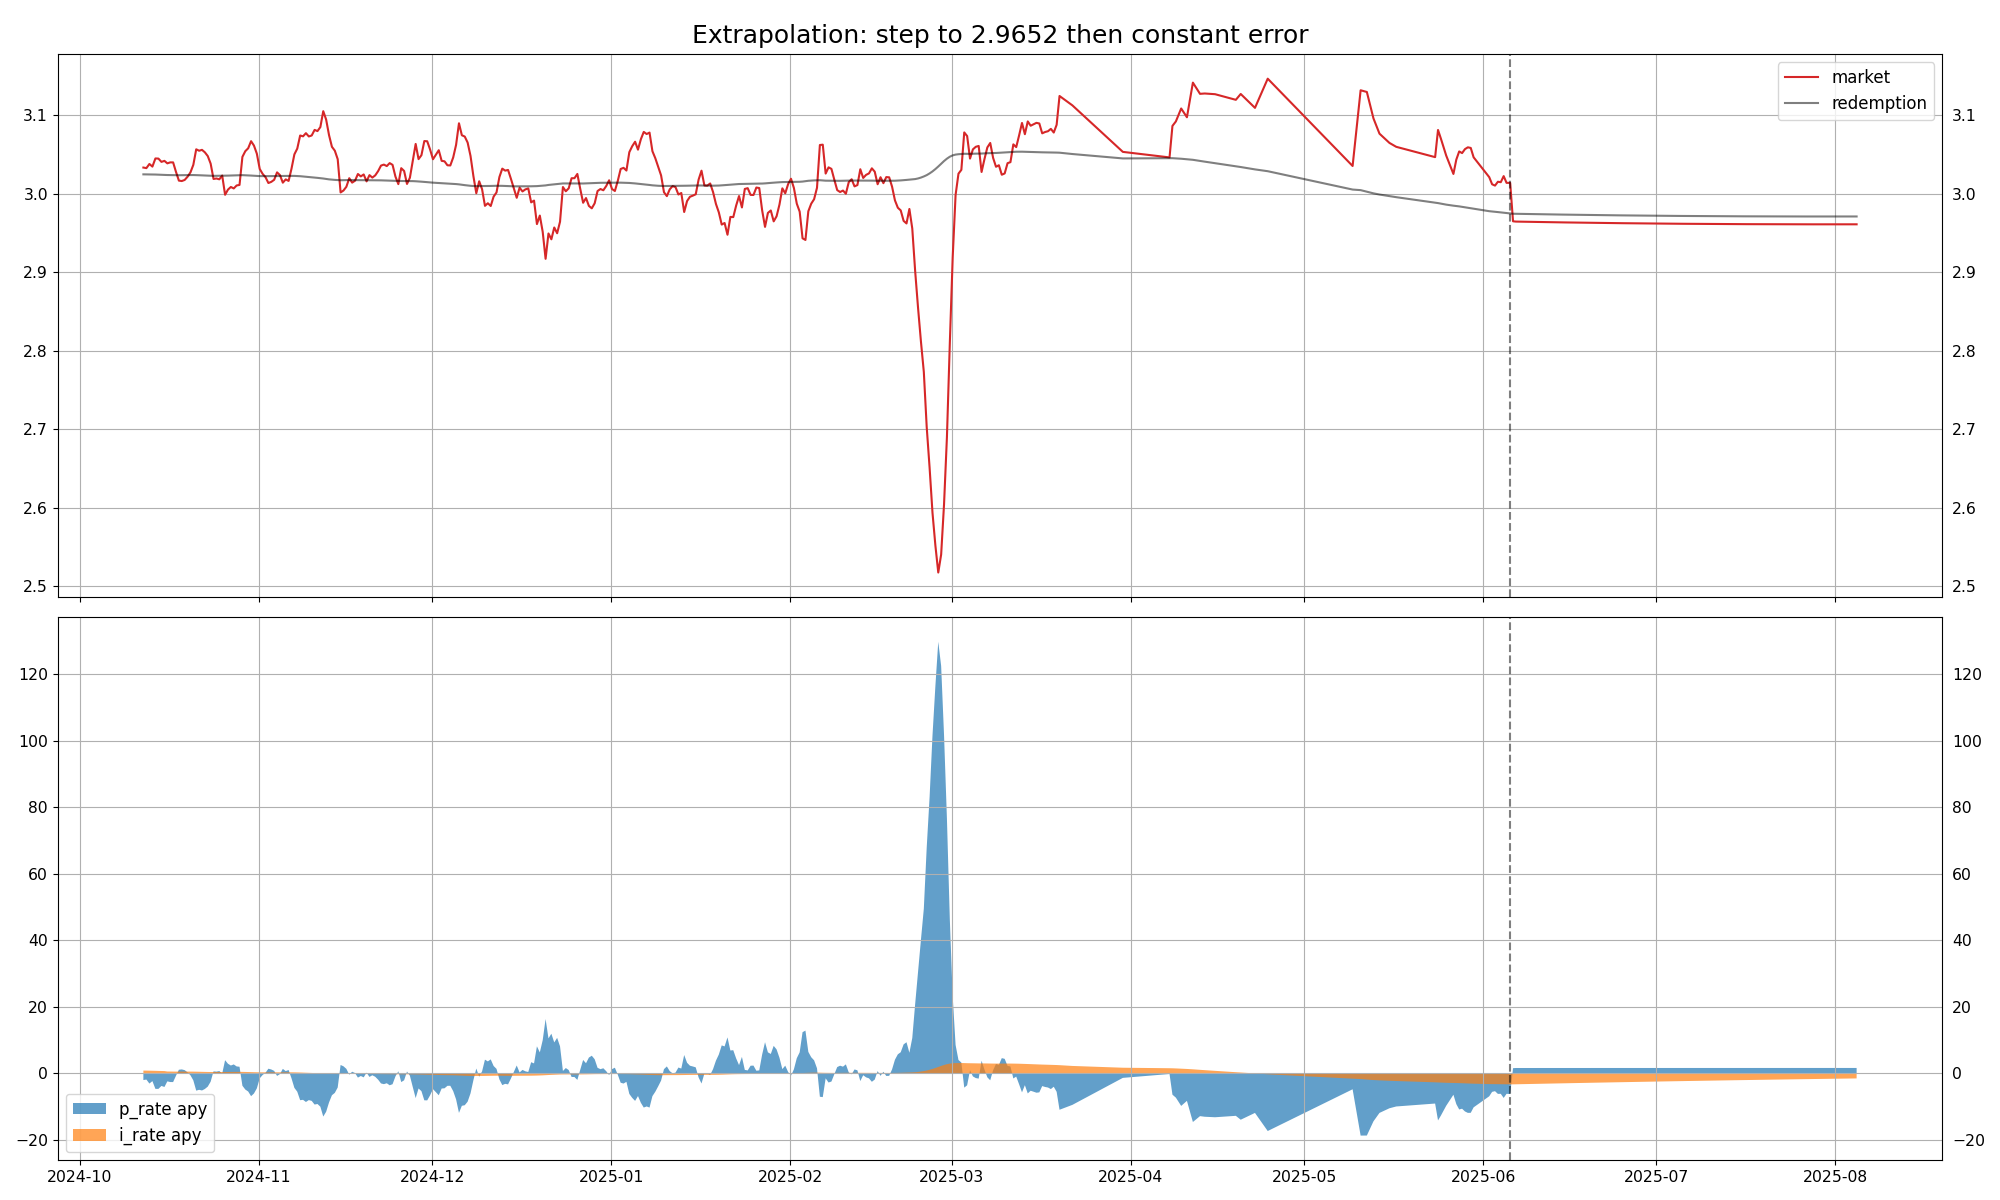 Extrapolation: step to 2.9652 then constant error
market
redemption
3.1 3.1
3.0 3.0
2.9 2.9
2.8 2.8
2.7 2.7
2.6 2.6
2.5 2.5
120 120
100 100
80 80
60 60
40 40
20 20
0 0
−20 −20
p_rate apy
i_rate apy
2024-10 2024-11 2024-12 2025-01 2025-02 2025-03 2025-04 2025-05 2025-06 2025-07 2025-08